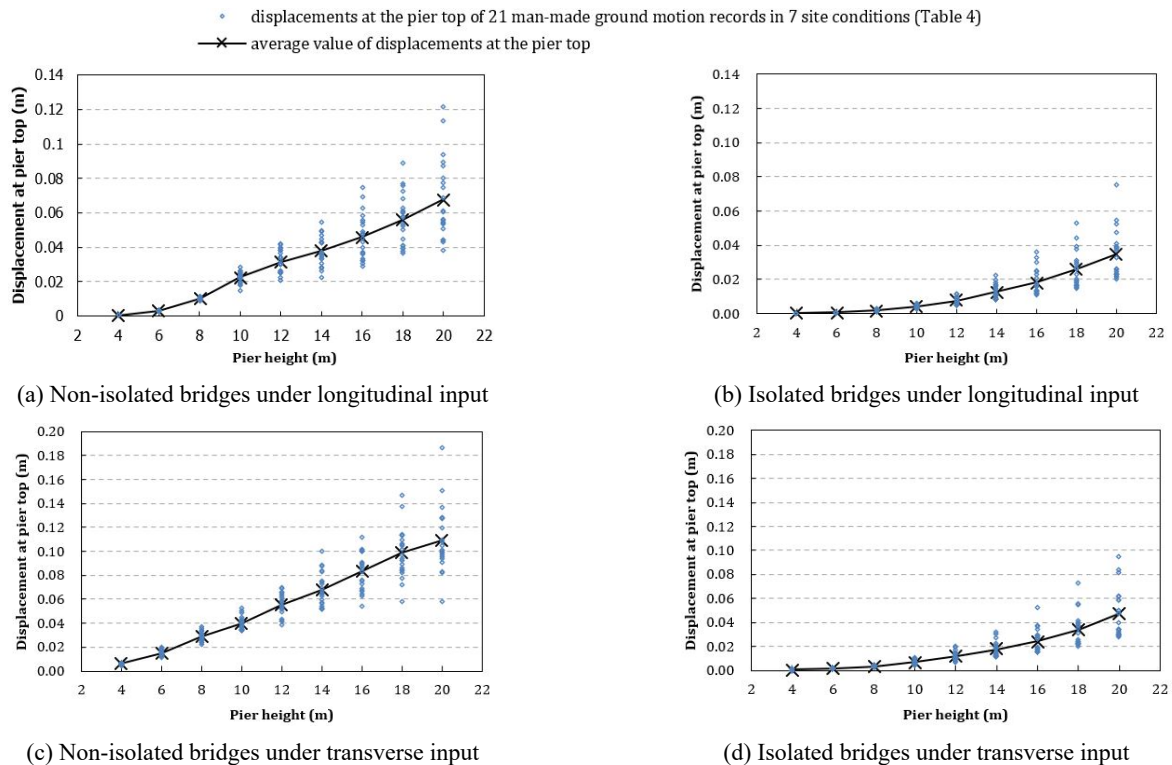 displacements at the pier top of 21 man-made ground motion records in 7 site conditions (Table 4)
average value of displacements at the pier top
0.14
0.12
0.1
0.08
0.06
0.04
0.02
0
Displacement at pier top (m)
2 4 6 8 10 12 14 16 18 20 22
Pier height (m)
(a) Non-isolated bridges under longitudinal input
0.14
0.12
0.10
0.08
0.06
0.04
0.02
0.00
Displacement at pier top (m)
2 4 6 8 10 12 14 16 18 20 22
Pier height (m)
(b) Isolated bridges under longitudinal input
0.20
0.18
0.16
0.14
0.12
0.10
0.08
0.06
0.04
0.02
0.00
Displacement at pier top (m)
2 4 6 8 10 12 14 16 18 20 22
Pier height (m)
(c) Non-isolated bridges under transverse input
0.20
0.18
0.16
0.14
0.12
0.10
0.08
0.06
0.04
0.02
0.00
Displacement at pier top (m)
2 4 6 8 10 12 14 16 18 20 22
Pier height (m)
(d) Isolated bridges under transverse input